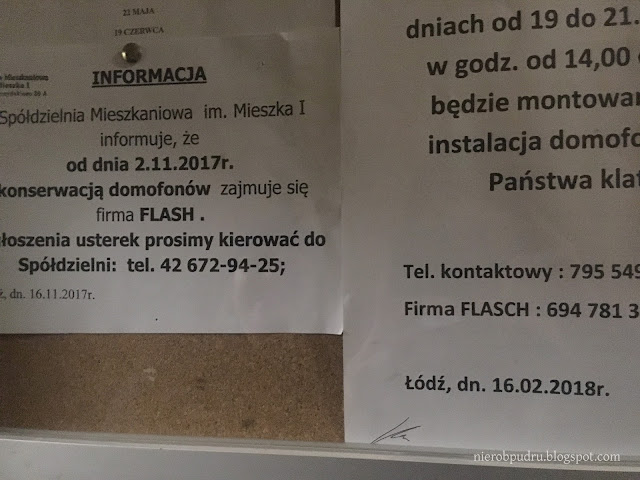 22 MAJA
19 CZERWCA
INFORMACJA
Spółdzielnia Mieszkaniowa im. Mieszka I
informuje, że
od dnia 2.11.2017r.
konserwacją domofonów zajmuje się
firma FLASH .
łoszenia usterek prosimy kierować do
Spółdzielni: tel. 42 672-94-25;
ź, dn. 16.11.2017r.
dniach od 19 do 21.
w godz. od 14,00
będzie montowan
instalacja domofo
Państwa klat
Tel. kontaktowy : 795 549
Firma FLASCH : 694 781 3
Łódź, dn. 16.02.2018r.
nierobpudru.blogspot.com